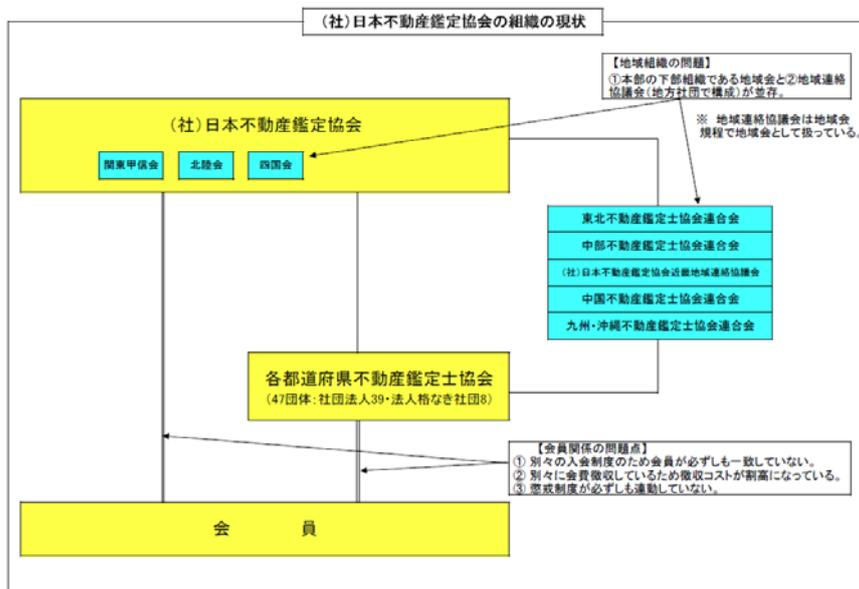 (社)日本不動産鑑定協会の組織の現状
【地域組織の問題】
①本部の下部組織である地域会と②地域連絡
協議会(地方社団で構成)が並存。
※ 地域連絡協議会は地域会
規程で地域会として扱っている。
(社)日本不動産鑑定協会
関東甲信会
北陸会
四国会
東北不動産鑑定士協会連合会
中部不動産鑑定士協会連合会
(社)日本不動産鑑定協会近畿地域連絡協議会
中国不動産鑑定士協会連合会
九州・沖縄不動産鑑定士協会連合会
各都道府県不動産鑑定士協会
(47団体:社団法人39・法人格なき社団8)
【会員関係の問題点】
① 別々の入会制度のため会員が必ずしも一致していない。
② 別々に会費徴収しているため徴収コストが割高になっている。
③ 懲戒制度が必ずしも連動していない。
会 員